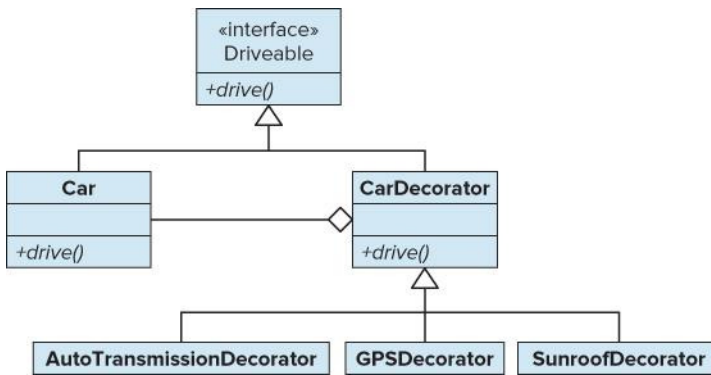 «interface»
Driveable
+drive()
Car
CarDecorator
+drive()
+drive()
AutoTransmissionDecorator
GPSDecorator
SunroofDecorator